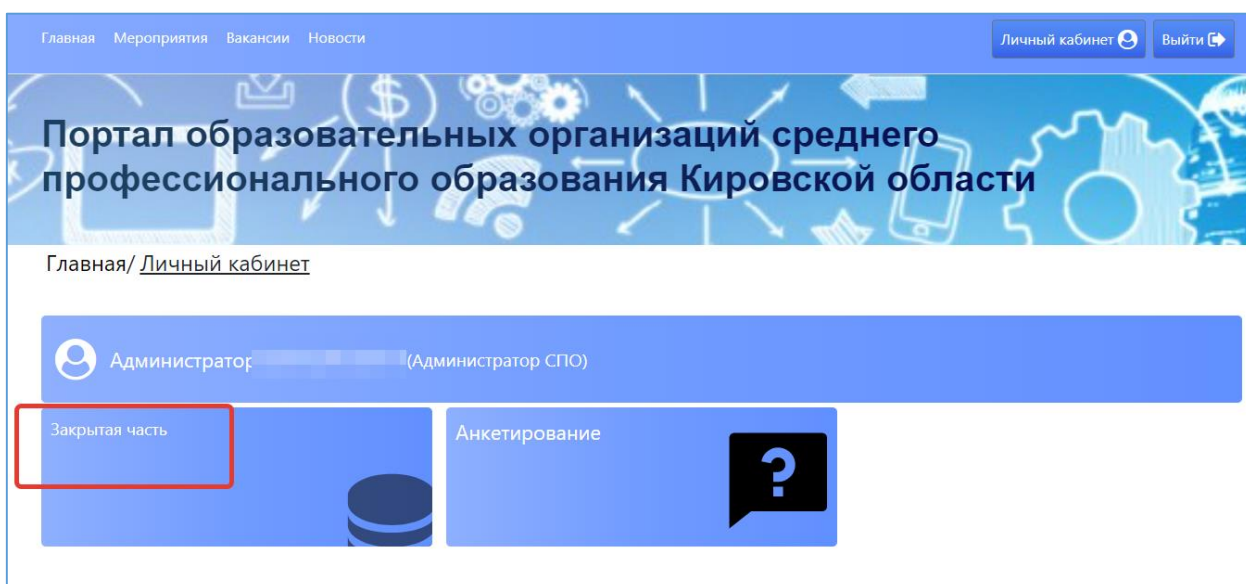 Главная Мероприятия Вакансии Новости Личный кабинет Выйти
Портал образовательных организаций среднего
профессионального образования Кировской области
Главная/ Личный кабинет
Администратор (Администратор СПО)
Закрытая часть Анкетирование
?